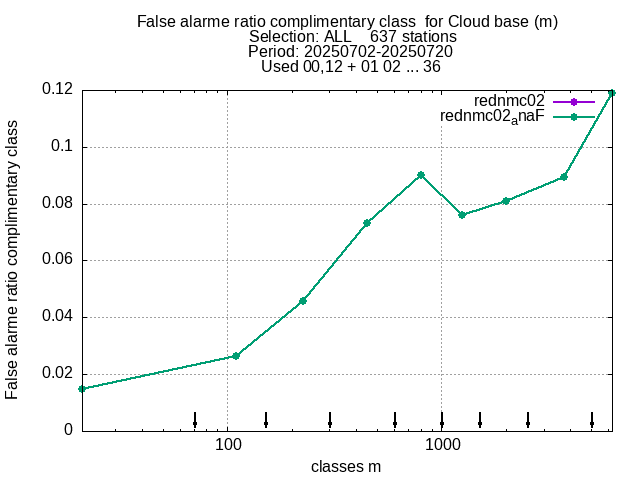 False alarme ratio complimentary class  for Cloud base (m)
Selection: ALL    637 stations
Period: 20250702-20250720
Used 00,12 + 01 02 ... 36
rednmc02
rednmc02anaF
0.12
0.1
0.08
0.06
0.04
0.02
0
False alarme ratio complimentary class
100
1000
classes m